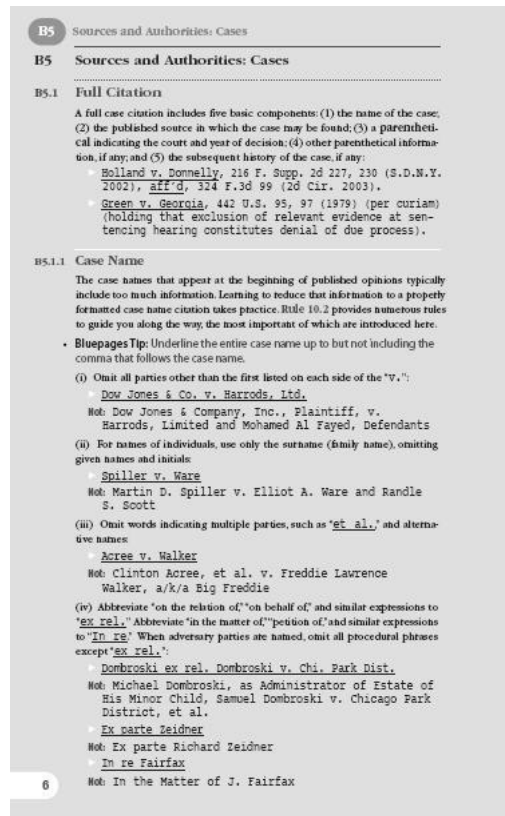 B5 Sources and Authorities: Cases
B5 Sources and Authorities: Cases
B5.1 Full Citation
A full case citation includes five basic components: (1) the name of the case;
(2) the published source in which the case may be found; (3) a parentheti-
cal indicating the court and year of decision; (4) other parenthetical informa-
tion, if any; and (5) the subsequent history of the case, if any:
Holland v. Donnelly, 216 F. Supp. 2d 227, 230 (S.D.N.Y.
2002), aff'd, 324 F.3d 99 (2d Cir. 2003).
Green v. Georgia, 442 U.S. 95, 97 (1979) (per curiam)
(holding that exclusion of relevant evidence at sen-
tencing hearing constitutes denial of due process).
B5.1.1 Case Name
The case names that appear at the beginning of published opinions typically
include too much information. Learning to reduce that information to a properly
formatted case name citation takes practice. Rule 10.2 provides numerous rules
to guide you along the way, the most important of which are introduced here.
• Bluepages Tip: Underline the entire case name up to but not including the
comma that follows the case name.
(i) Omit all parties other than the first listed on each side of the "v.":
Dow Jones & Co. v. Harrods, Ltd.
Not: Dow Jones & Company, Inc., Plaintiff, v.
Harrods, Limited and Mohamed Al Fayed, Defendants
(ii) For names of individuals, use only the surname (family name), omitting
given names and initials:
Spiller v. Ware
Not: Martin D. Spiller v. Elliot A. Ware and Randle
S. Scott
(iii) Omit words indicating multiple parties, such as "et al.," and alterna-
tive names:
Acree v. Walker
Not: Clinton Acree, et al. v. Freddie Lawrence
Walker, a/k/a Big Freddie
(iv) Abbreviate "on the relation of," "on behalf of," and similar expressions to
"ex rel." Abbreviate "in the matter of," "petition of," and similar expressions
to "In re." When adversary parties are named, omit all procedural phrases
except "ex rel.":
Dombroski ex rel. Dombroski v. Chi. Park Dist.
Not: Michael Dombroski, as Administrator of Estate of
His Minor Child, Samuel Dombroski v. Chicago Park
District, et al.
Ex parte Zeidner
Not: Ex parte Richard Zeidner
In re Fairfax
Not: In the Matter of J. Fairfax
6